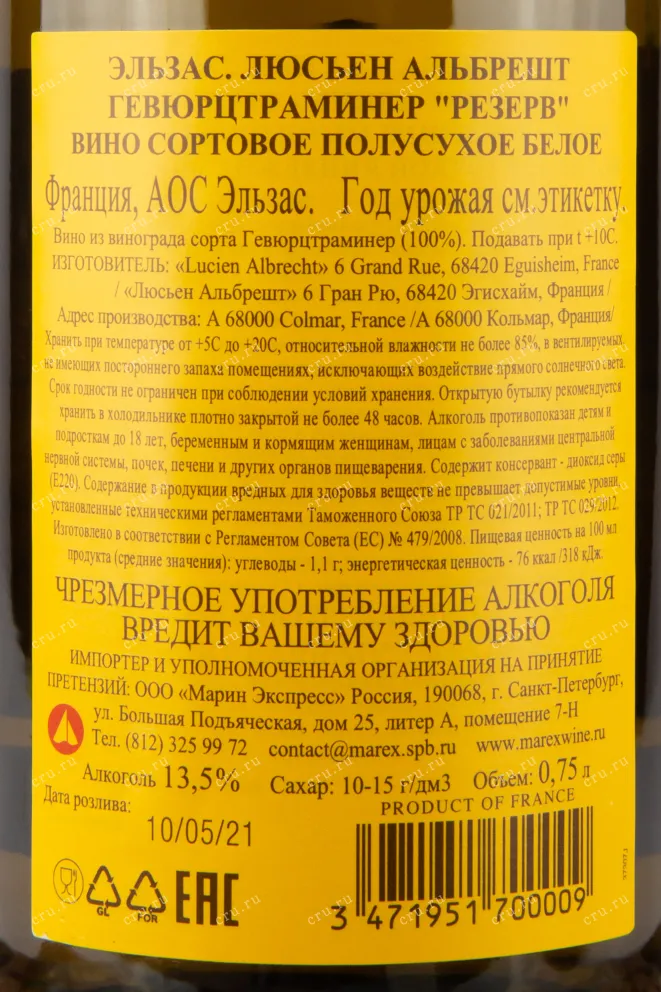 ЭЛЬЗАС. ЛЮСЬЕН АЛЬБРЕШТ
ГЕВЮРЦТРАМИНЕР "РЕЗЕРВ"
ВИНО СОРТОВОЕ ПОЛУСУХОЕ БЕЛОЕ
Франция, АОС Эльзас. Год урожая см.этикетку.
Вино из винограда сорта Гевюрцтраминер (100%). Подавать при t +10С.
ИЗГОТОВИТЕЛЬ: «Lucien Albrecht» 6 Grand Rue, 68420 Eguisheim, France
/ «Люсьен Альбрешт» 6 Гран Рю, 68420 Эгисхайм, Франция /
Адрес производства: A 68000 Colmar, France /А 68000 Кольмар, Франция/
Хранить при температуре от +5С до +20С, относительной влажности не более 85%, в вентилируемых,
не имеющих постороннего запаха помещениях, исключающих воздействие прямого солнечного света.
Срок годности не ограничен при соблюдении условий хранения. Открытую бутылку рекомендуется
хранить в холодильнике плотно закрытой не более 48 часов. Алкоголь противопоказан детям и
подросткам до 18 лет, беременным и кормящим женщинам, лицам с заболеваниями центральной
нервной системы, почек, печени и других органов пищеварения. Содержит консервант - диоксид серы
(Е220). Содержание в продукции вредных для здоровья веществ не превышает допустимые уровни,
установленные техническими регламентами Таможенного Союза ТР ТС 021/2011; ТР ТС 029/2012.
Изготовлено в соответствии с Регламентом Совета (ЕС) № 479/2008. Пищевая ценность на 100 мл
продукта (средние значения): углеводы - 1,1 г; энергетическая ценность - 76 ккал /318 кДж.
ЧРЕЗМЕРНОЕ УПОТРЕБЛЕНИЕ АЛКОГОЛЯ
ВРЕДИТ ВАШЕМУ ЗДОРОВЬЮ
ИМПОРТЕР И УПОЛНОМОЧЕННАЯ ОРГАНИЗАЦИЯ НА ПРИНЯТИЕ
ПРЕТЕНЗИЙ: ООО «Марин Экспресс» Россия, 190068, г. Санкт-Петербург,
ул. Большая Подъяческая, дом 25, литер А, помещение 7-Н
Тел. (812) 325 99 72 contact@marex.spb.ru www.marexwine.ru
Алкоголь 13,5% Сахар: 10-15 г/дм3 Объем: 0,75 л
Дата розлива: PRODUCT OF FRANCE
10/05/21
GL FOR EAC
3 471951 700009
cru.ru